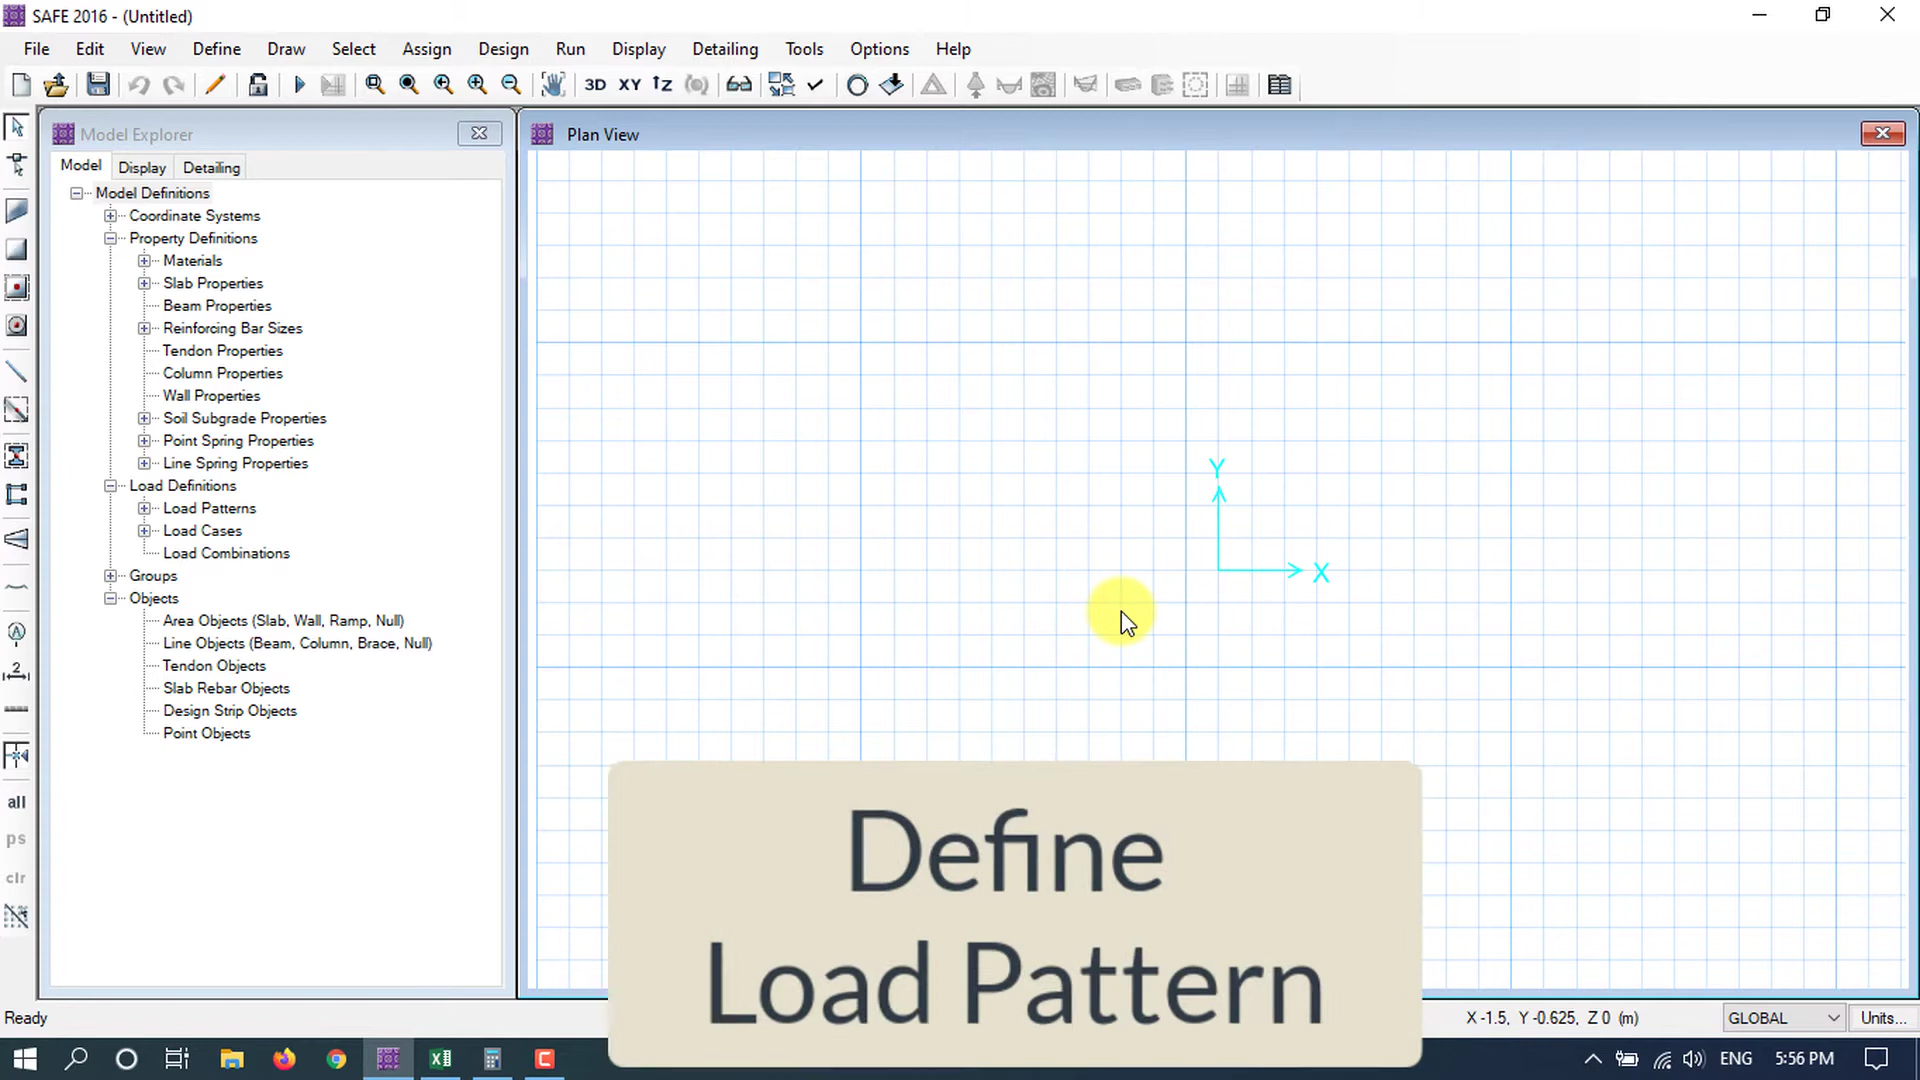 SAFE 2016 - (Untitled)
File Edit View Define Draw Select Assign Design Run Display Detailing Tools Options Help
3D XY
Model Explorer
Plan View
Model Display Detailing
Model Definitions
Coordinate Systems
Property Definitions
Materials
Slab Properties
Beam Properties
Reinforcing Bar Sizes
Tendon Properties
Column Properties
Wall Properties
Soil Subgrade Properties
Point Spring Properties
Line Spring Properties
Load Definitions
Load Patterns
Load Cases
Load Combinations
Groups
Objects
Area Objects (Slab, Wall, Ramp, Null)
Line Objects (Beam, Column, Brace, Null)
Tendon Objects
Slab Rebar Objects
Design Strip Objects
Point Objects
all
ps
clr
Y
X
Define
Load Pattern
Ready
X -1.5, Y -0.625, Z 0 (m)
GLOBAL
Units...
ENG
5:56 PM